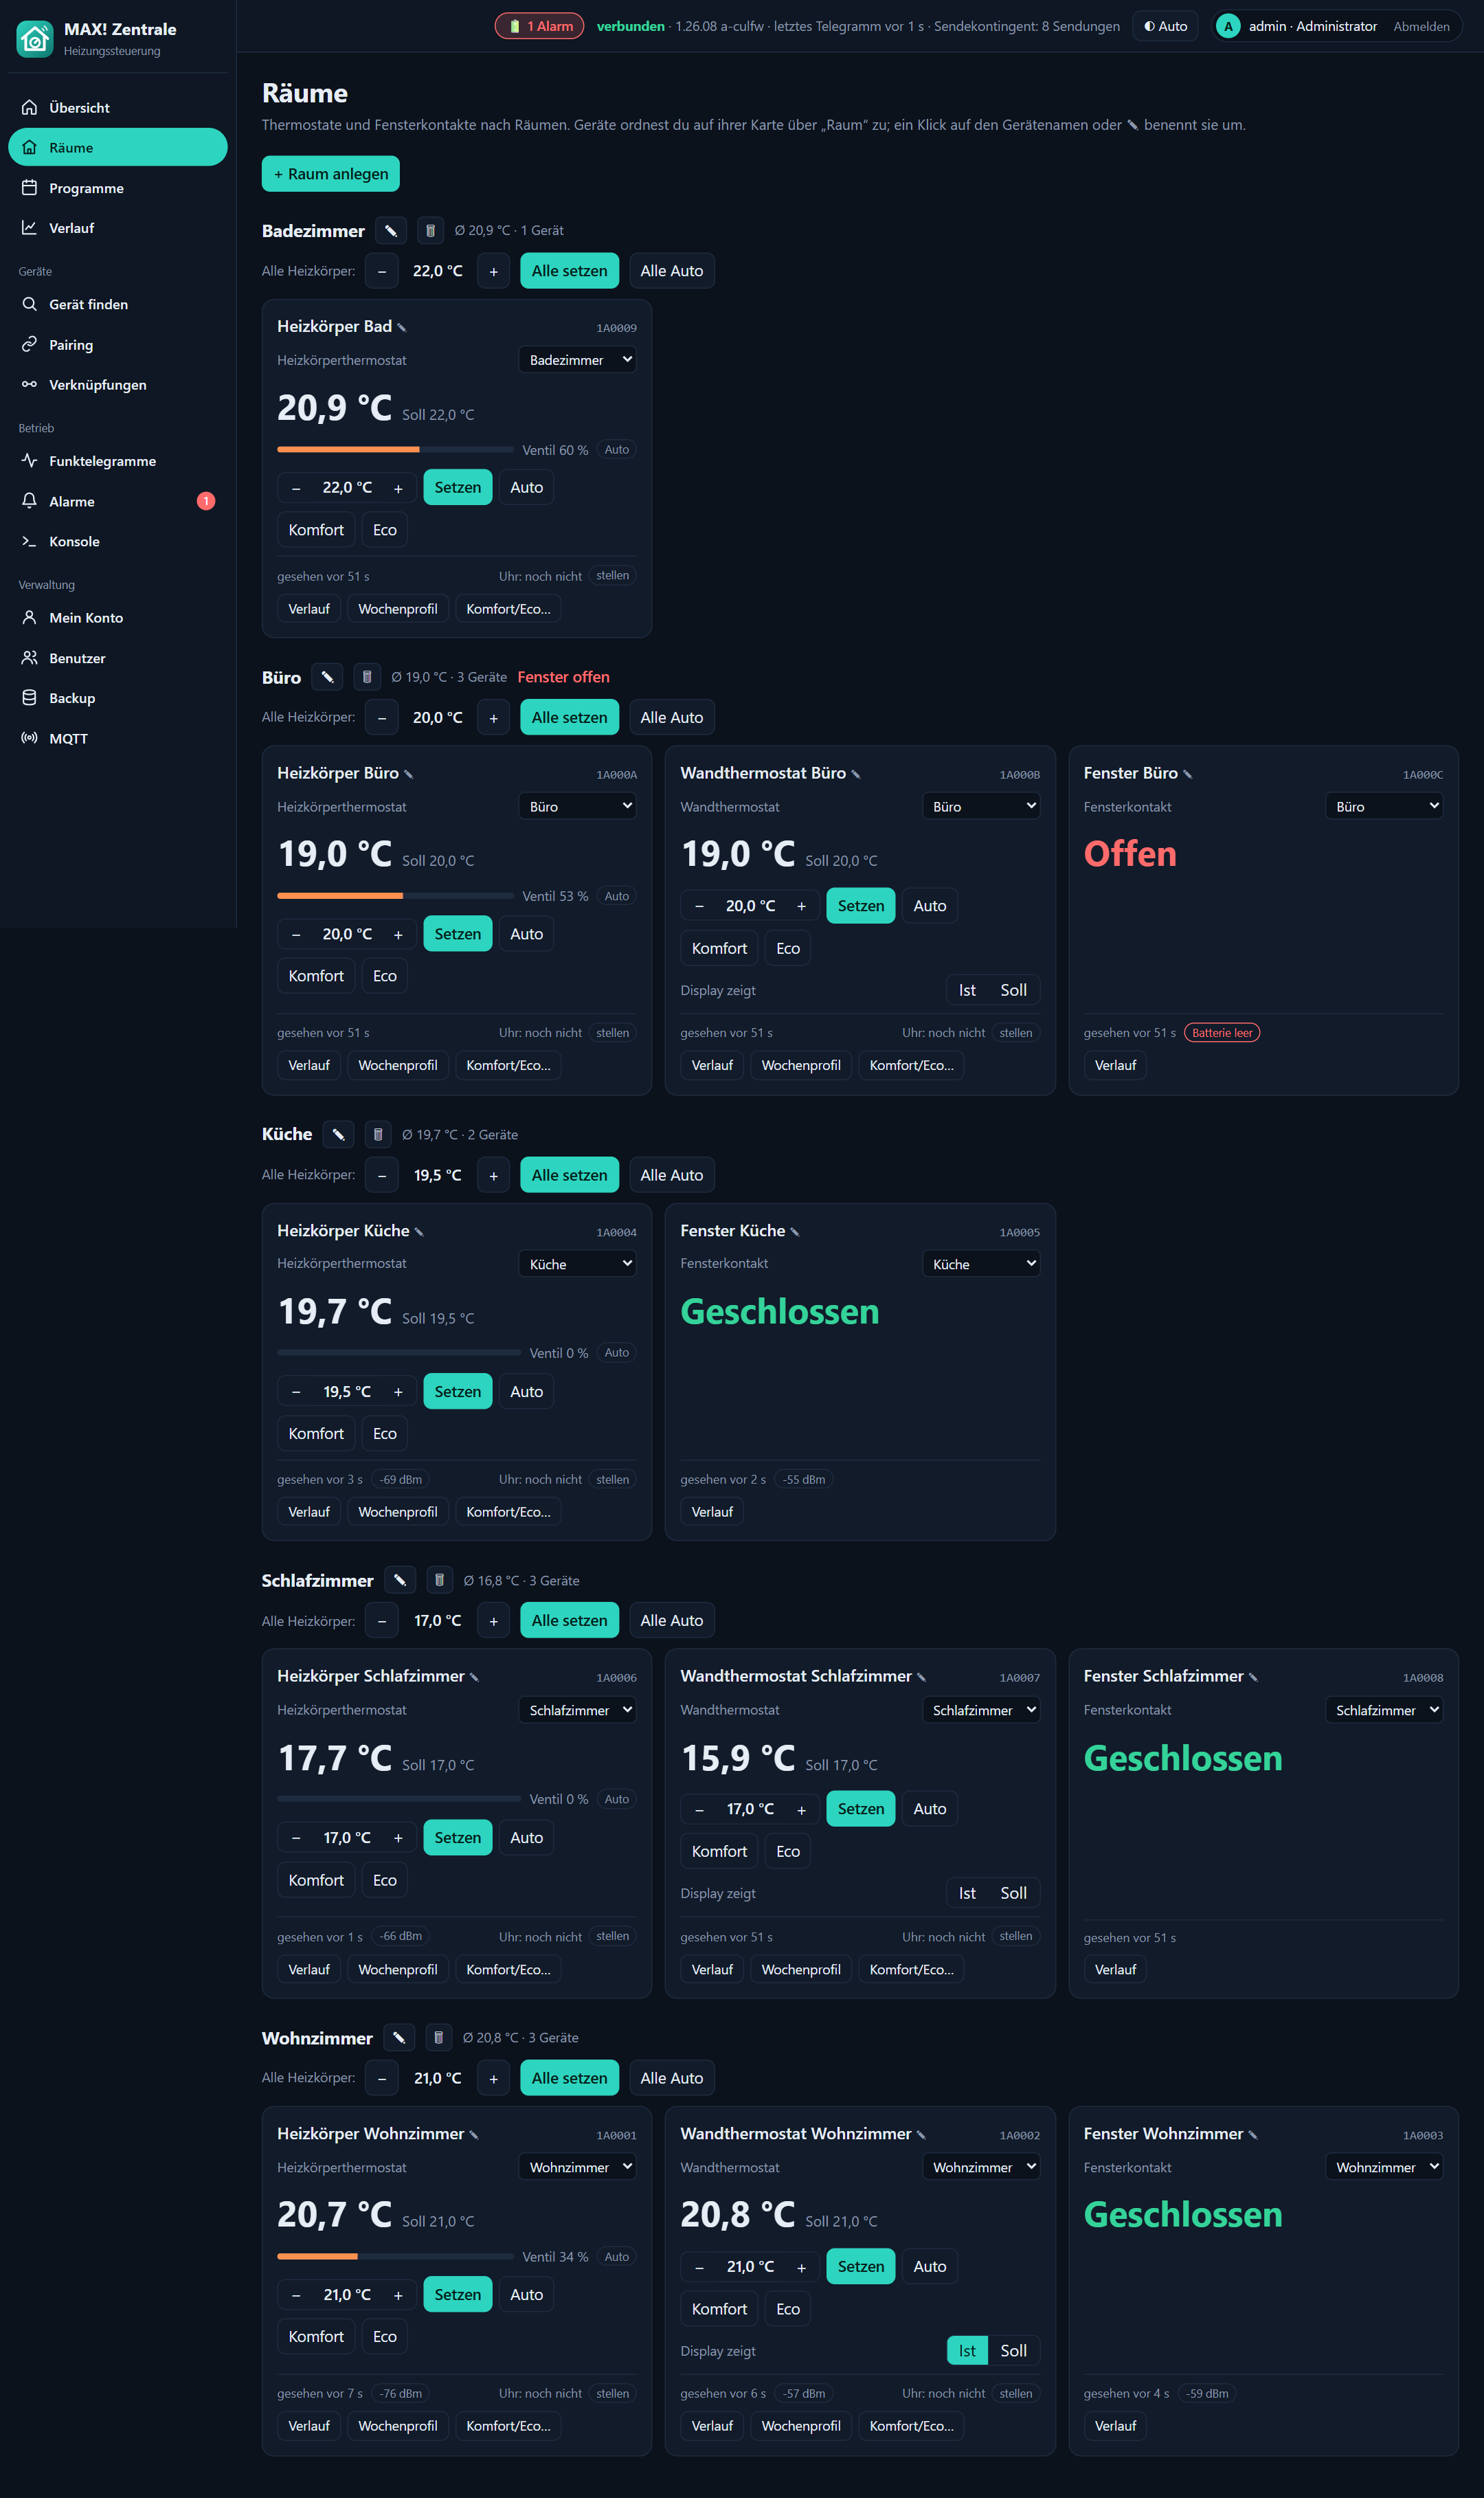 MAX! Zentrale
Heizungssteuerung
Übersicht
Räume
Programme
Verlauf
Geräte
Gerät finden
Pairing
Verknüpfungen
Betrieb
Funktelegramme
Alarme 1
Konsole
Verwaltung
Mein Konto
Benutzer
Backup
MQTT
1 Alarm verbunden · 1.26.08 a-culfw · letztes Telegramm vor 1 s · Sendekontingent: 8 Sendungen Auto A admin · Administrator Abmelden
Räume
Thermostate und Fensterkontakte nach Räumen. Geräte ordnest du auf ihrer Karte über „Raum“ zu; ein Klick auf den Gerätenamen oder ✎ benennt sie um.
+ Raum anlegen
Badezimmer Ø 20,9 °C · 1 Gerät
Alle Heizkörper: − 22,0 °C + Alle setzen Alle Auto
Heizkörper Bad 1A0009
Heizkörperthermostat Badezimmer
20,9 °C Soll 22,0 °C
Ventil 60 % Auto
− 22,0 °C + Setzen Auto
Komfort Eco
gesehen vor 51 s Uhr: noch nicht stellen
Verlauf Wochenprofil Komfort/Eco…
Büro Ø 19,0 °C · 3 Geräte Fenster offen
Alle Heizkörper: − 20,0 °C + Alle setzen Alle Auto
Heizkörper Büro 1A000A
Heizkörperthermostat Büro
19,0 °C Soll 20,0 °C
Ventil 53 % Auto
− 20,0 °C + Setzen Auto
Komfort Eco
gesehen vor 51 s Uhr: noch nicht stellen
Verlauf Wochenprofil Komfort/Eco…
Wandthermostat Büro 1A000B
Wandthermostat Büro
19,0 °C Soll 20,0 °C
− 20,0 °C + Setzen Auto
Komfort Eco
Display zeigt Ist Soll
gesehen vor 51 s Uhr: noch nicht stellen
Verlauf Wochenprofil Komfort/Eco…
Fenster Büro 1A000C
Fensterkontakt Büro
Offen
gesehen vor 51 s Batterie leer
Verlauf
Küche Ø 19,7 °C · 2 Geräte
Alle Heizkörper: − 19,5 °C + Alle setzen Alle Auto
Heizkörper Küche 1A0004
Heizkörperthermostat Küche
19,7 °C Soll 19,5 °C
Ventil 0 % Auto
− 19,5 °C + Setzen Auto
Komfort Eco
gesehen vor 3 s -69 dBm Uhr: noch nicht stellen
Verlauf Wochenprofil Komfort/Eco…
Fenster Küche 1A0005
Fensterkontakt Küche
Geschlossen
gesehen vor 2 s -55 dBm
Verlauf
Schlafzimmer Ø 16,8 °C · 3 Geräte
Alle Heizkörper: − 17,0 °C + Alle setzen Alle Auto
Heizkörper Schlafzimmer 1A0006
Heizkörperthermostat Schlafzimmer
17,7 °C Soll 17,0 °C
Ventil 0 % Auto
− 17,0 °C + Setzen Auto
Komfort Eco
gesehen vor 1 s -66 dBm Uhr: noch nicht stellen
Verlauf Wochenprofil Komfort/Eco…
Wandthermostat Schlafzimmer 1A0007
Wandthermostat Schlafzimmer
15,9 °C Soll 17,0 °C
− 17,0 °C + Setzen Auto
Komfort Eco
Display zeigt Ist Soll
gesehen vor 51 s Uhr: noch nicht stellen
Verlauf Wochenprofil Komfort/Eco…
Fenster Schlafzimmer 1A0008
Fensterkontakt Schlafzimmer
Geschlossen
gesehen vor 51 s
Verlauf
Wohnzimmer Ø 20,8 °C · 3 Geräte
Alle Heizkörper: − 21,0 °C + Alle setzen Alle Auto
Heizkörper Wohnzimmer 1A0001
Heizkörperthermostat Wohnzimmer
20,7 °C Soll 21,0 °C
Ventil 34 % Auto
− 21,0 °C + Setzen Auto
Komfort Eco
gesehen vor 7 s -76 dBm Uhr: noch nicht stellen
Verlauf Wochenprofil Komfort/Eco…
Wandthermostat Wohnzimmer 1A0002
Wandthermostat Wohnzimmer
20,8 °C Soll 21,0 °C
− 21,0 °C + Setzen Auto
Komfort Eco
Display zeigt Ist Soll
gesehen vor 6 s -57 dBm Uhr: noch nicht stellen
Verlauf Wochenprofil Komfort/Eco…
Fenster Wohnzimmer 1A0003
Fensterkontakt Wohnzimmer
Geschlossen
gesehen vor 4 s -59 dBm
Verlauf